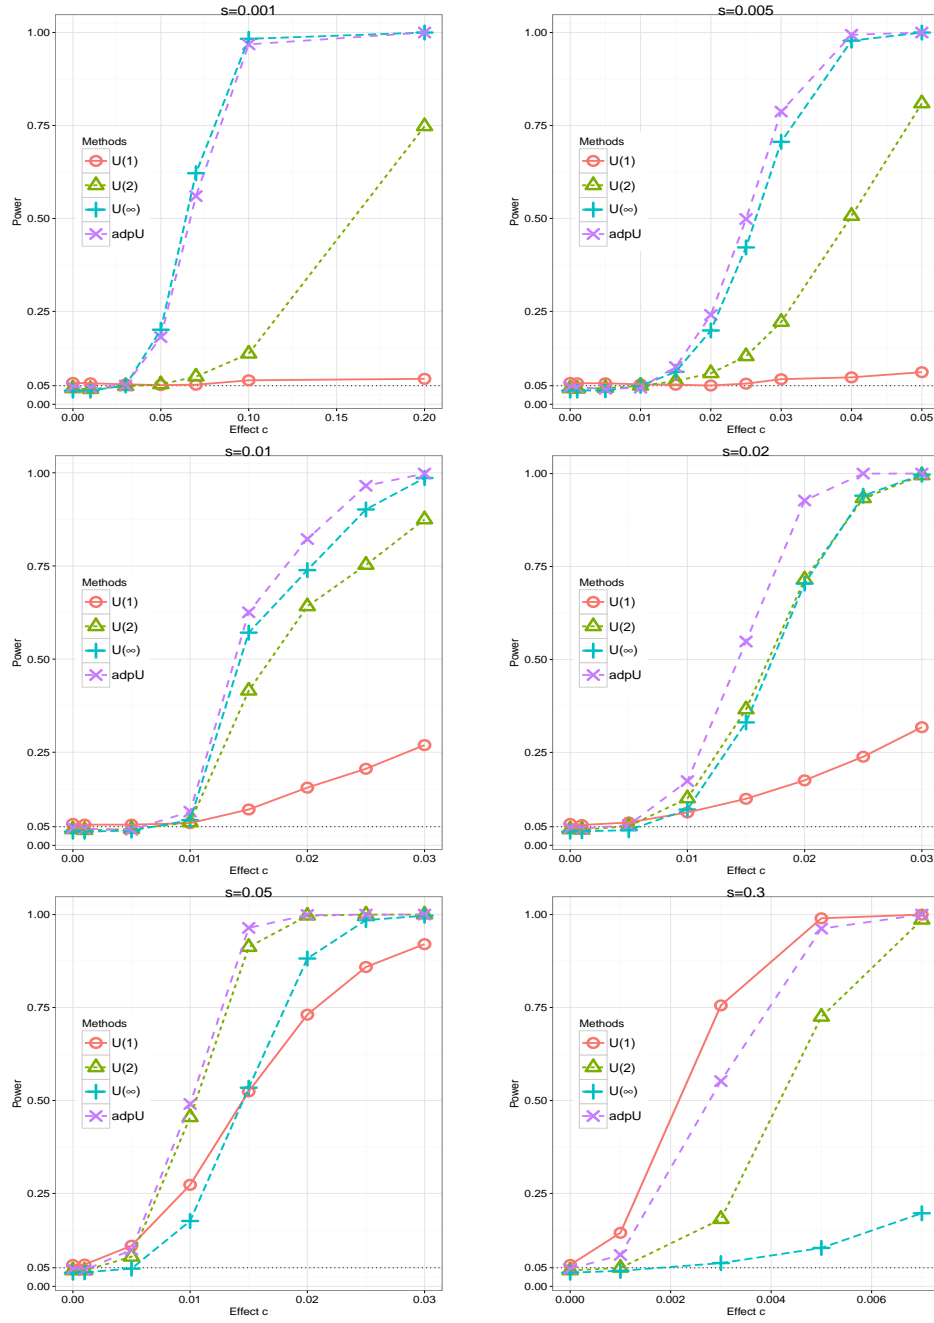 s=0.001
1.00
0.75
0.50
0.25
0.05
0.00
Power
Methods
U(1)
U(2)
U(∞)
adpU
0.00
0.05
0.10
0.15
0.20
Effect c
s=0.005
1.00
0.75
0.50
0.25
0.05
0.00
Power
Methods
U(1)
U(2)
U(∞)
adpU
0.00
0.01
0.02
0.03
0.04
0.05
Effect c
s=0.01
1.00
0.75
0.50
0.25
0.05
0.00
Power
Methods
U(1)
U(2)
U(∞)
adpU
0.00
0.01
0.02
0.03
Effect c
s=0.02
1.00
0.75
0.50
0.25
0.05
0.00
Power
Methods
U(1)
U(2)
U(∞)
adpU
0.00
0.01
0.02
0.03
Effect c
s=0.05
1.00
0.75
0.50
0.25
0.05
0.00
Power
Methods
U(1)
U(2)
U(∞)
adpU
0.00
0.01
0.02
0.03
Effect c
s=0.3
1.00
0.75
0.50
0.25
0.05
0.00
Power
Methods
U(1)
U(2)
U(∞)
adpU
0.000
0.002
0.004
0.006
Effect c